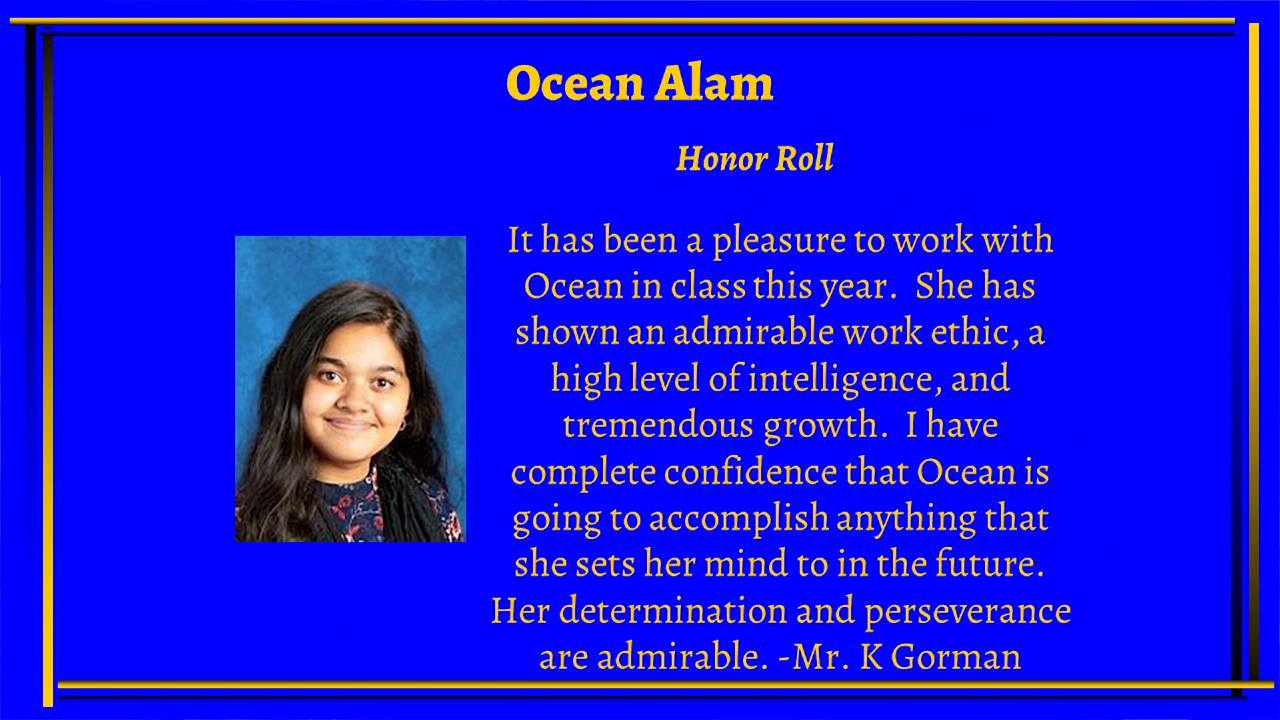 Ocean Alam
Honor Roll
It has been a pleasure to work with
Ocean in class this year.  She has
shown an admirable work ethic, a
high level of intelligence, and
tremendous growth.  I have
complete confidence that Ocean is
going to accomplish anything that
she sets her mind to in the future.
Her determination and perseverance
are admirable. -Mr. K Gorman